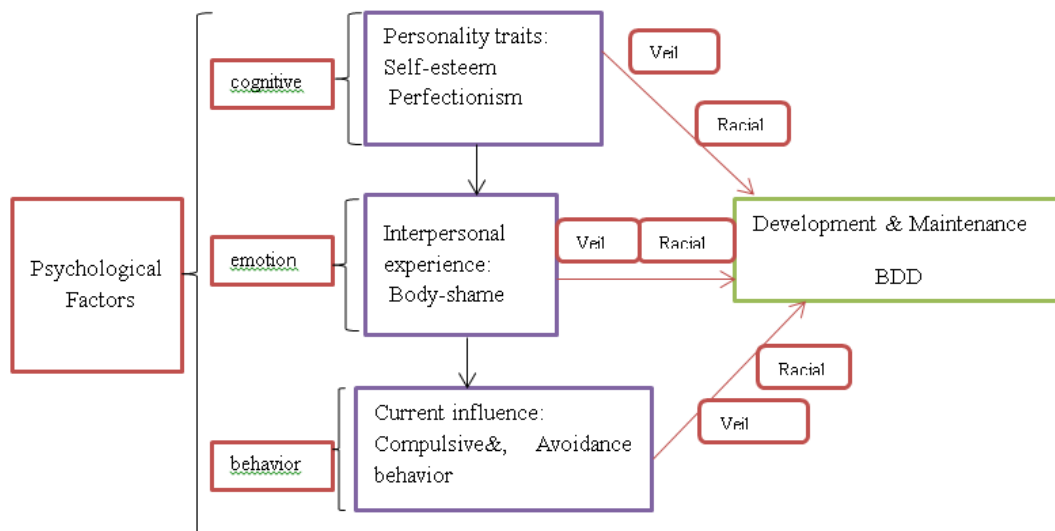 Personality traits:
Self-esteem
Perfectionism
cognitive
Veil
Racial
Psychological
Factors
emotion
Interpersonal
experience:
Body-shame
Veil
Racial
Development & Maintenance
BDD
behavior
Current influence:
Compulsive&, Avoidance
behavior
Racial
Veil